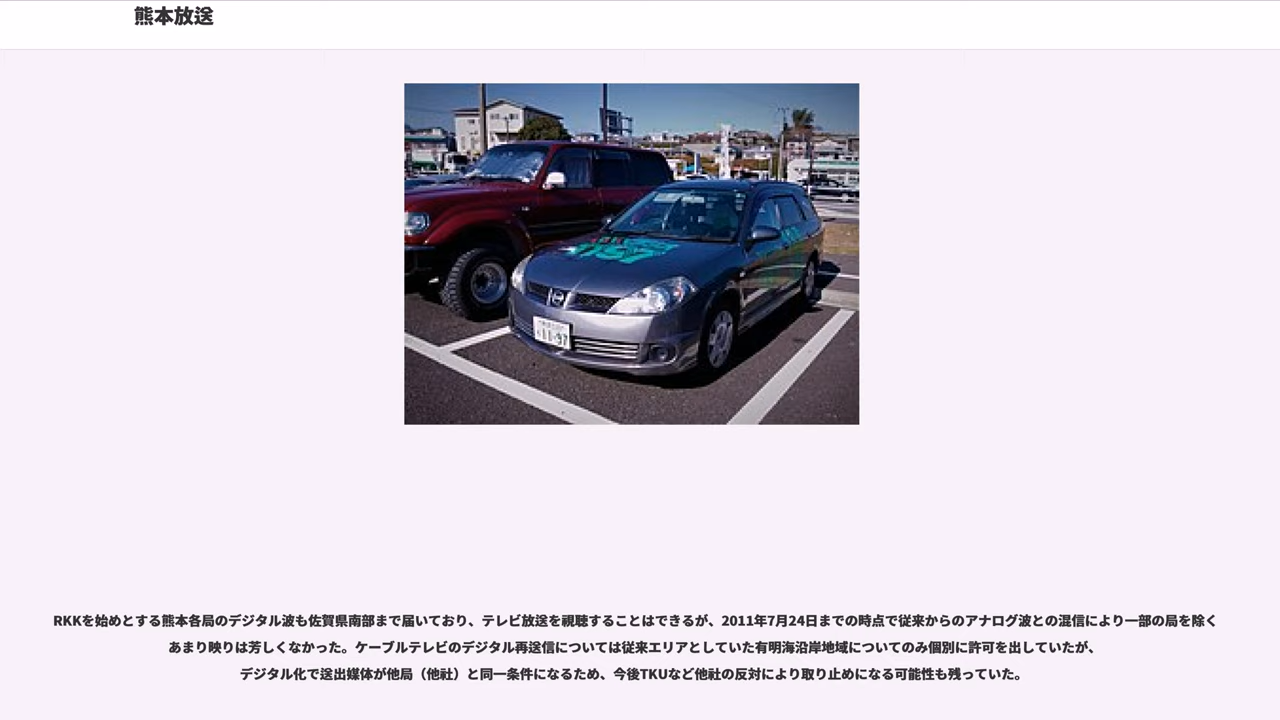 熊本放送
11-97
RKKを始めとする熊本各局のデジタル波も佐賀県南部まで届いており、テレビ放送を視聴することはできるが、2011年7月24日までの時点で従来からのアナログ波との混信により一部の局を除く
あまり映りは芳しくなかった。ケーブルテレビのデジタル再送信については従来エリアとしていた有明海沿岸地域についてのみ個別に許可を出していたが、
デジタル化で送出媒体が他局（他社）と同一条件になるため、今後TKUなど他社の反対により取り止めになる可能性も残っていた。